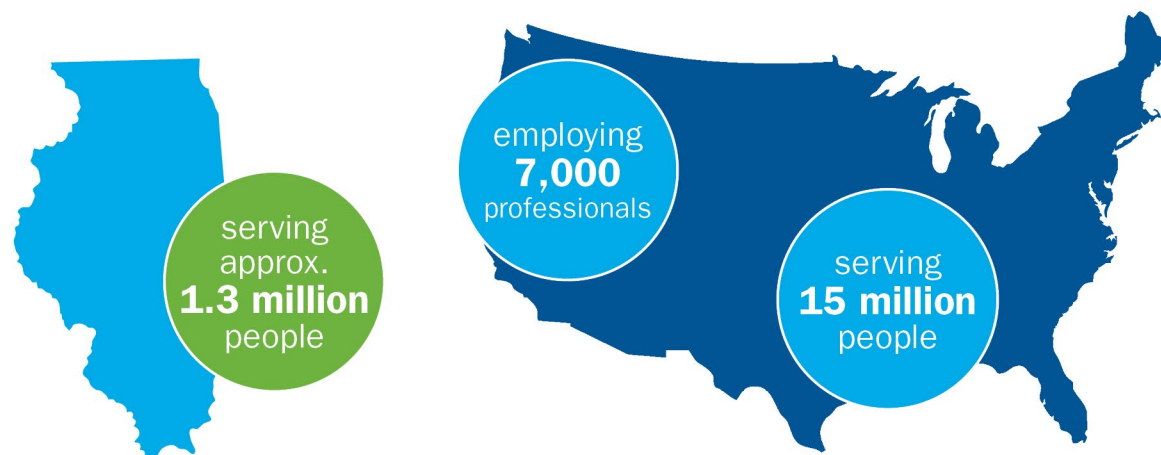 serving
approx.
1.3 million
people
employing
7,000
professionals
serving
15 million
people